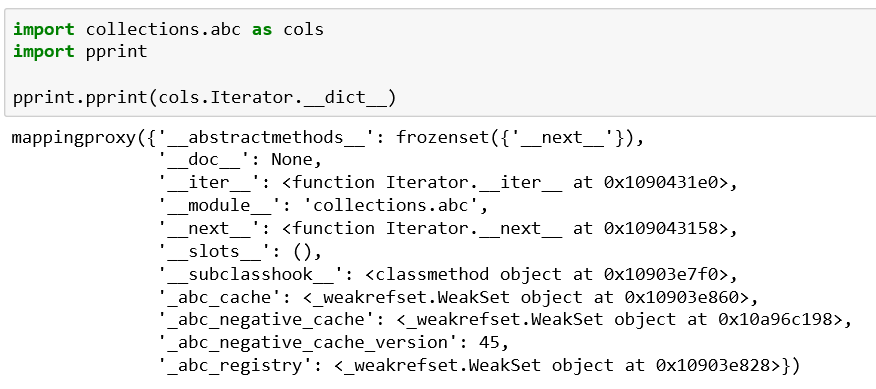 import collections.abc as cols
import pprint
pprint.pprint(cols.Iterator.__dict__)
mappingproxy({'__abstractmethods__': frozenset({'__next__'}),
'__doc__': None,
'__iter__': <function Iterator.__iter__ at 0x1090431e0>,
'__module__': 'collections.abc',
'__next__': <function Iterator.__next__ at 0x109043158>,
'__slots__': (),
'__subclasshook__': <classmethod object at 0x10903e7f0>,
'_abc_cache': <_weakrefset.WeakSet object at 0x10903e860>,
'_abc_negative_cache': <_weakrefset.WeakSet object at 0x10a96c198>,
'_abc_negative_cache_version': 45,
'_abc_registry': <_weakrefset.WeakSet object at 0x10903e828>})